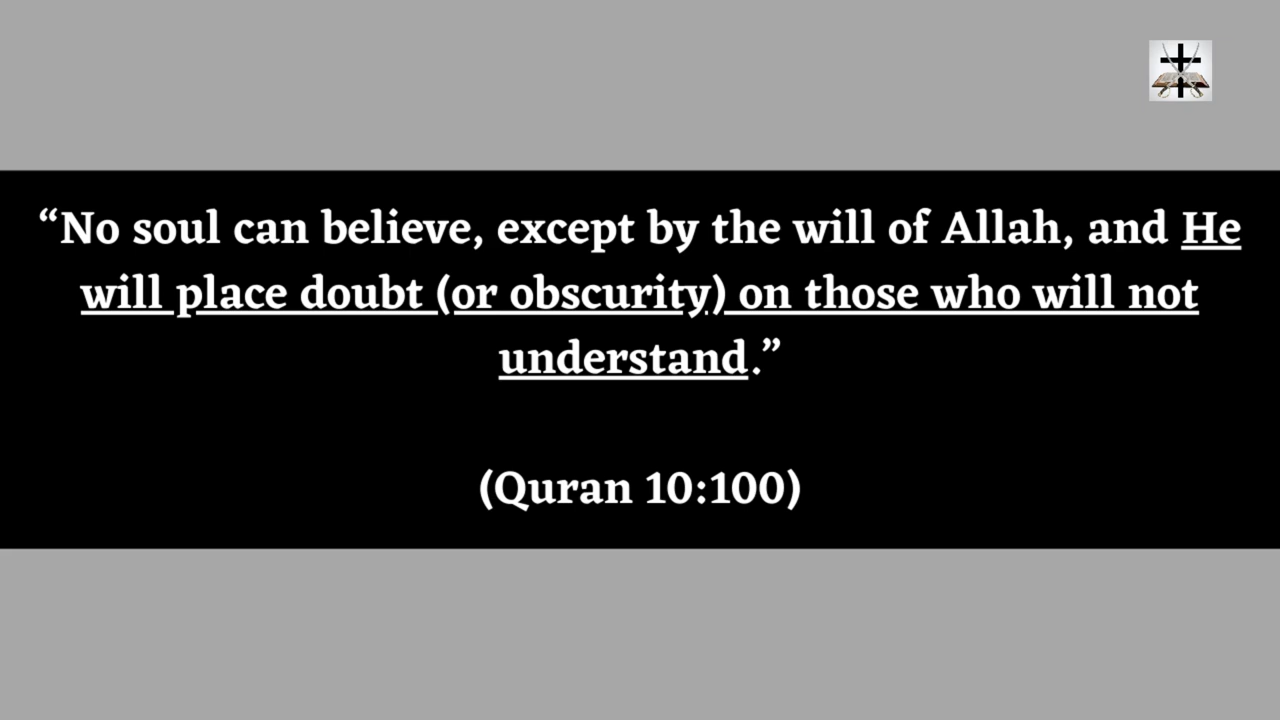 “No soul can believe, except by the will of Allah, and He
will place doubt (or obscurity) on those who will not
understand.”
(Quran 10:100)